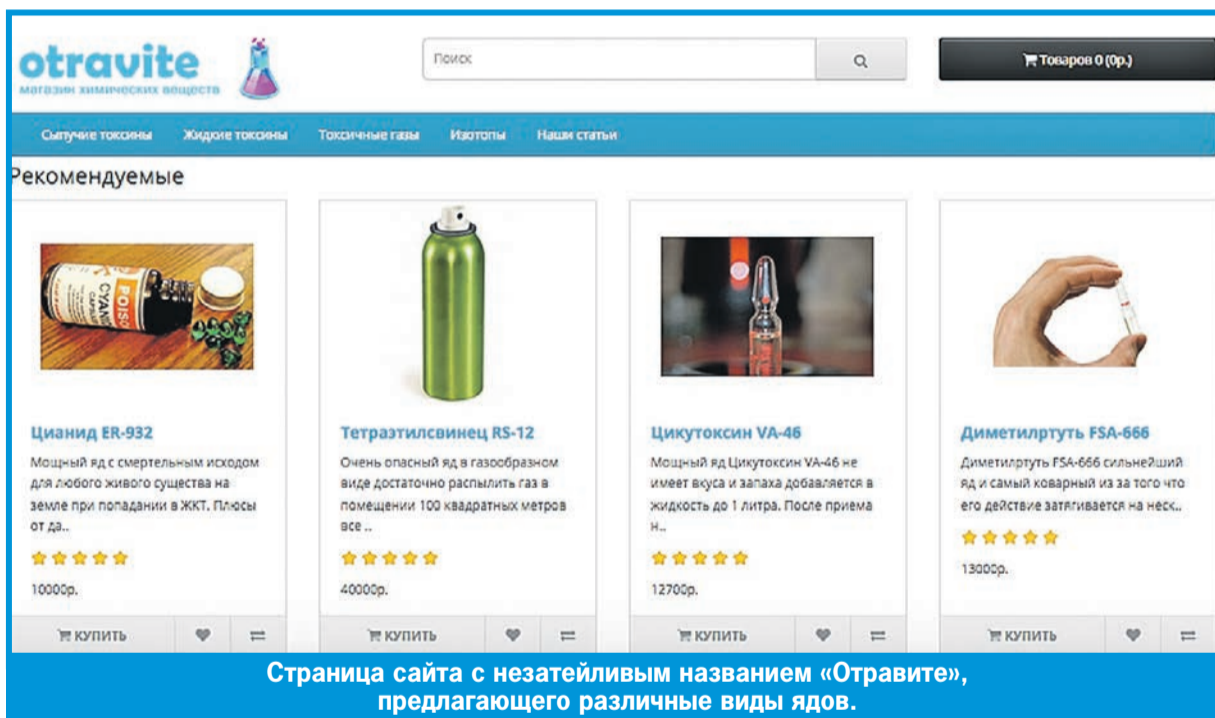 otravite
магазин химических веществ
Поиск
Товаров 0 (0р.)
Сыпучие токсины Жидкие токсины Токсичные газы Изотопы Наши статьи
Рекомендуемые
POISO
CYANI
Цианид ER-932
Мощный яд с смертельным исходом
для любого живого существа на
земле при попадании в ЖКТ. Плюсы
от да..
10000р.
КУПИТЬ
Тетраэтилсвинец RS-12
Очень опасный яд в газообразном
виде достаточно распылить газ в
помещении 100 квадратных метров
все ..
40000р.
КУПИТЬ
Цикутоксин VA-46
Мощный яд Цикутоксин VA-46 не
имеет вкуса и запаха добавляется в
жидкость до 1 литра. После приема
н..
12700р.
КУПИТЬ
Диметилртуть FSA-666
Диметилртуть FSA-666 сильнейший
яд и самый коварный из за того что
его действие затягивается на неск..
13000р.
КУПИТЬ
Страница сайта с незатейливым названием «Отравите»,
предлагающего различные виды ядов.